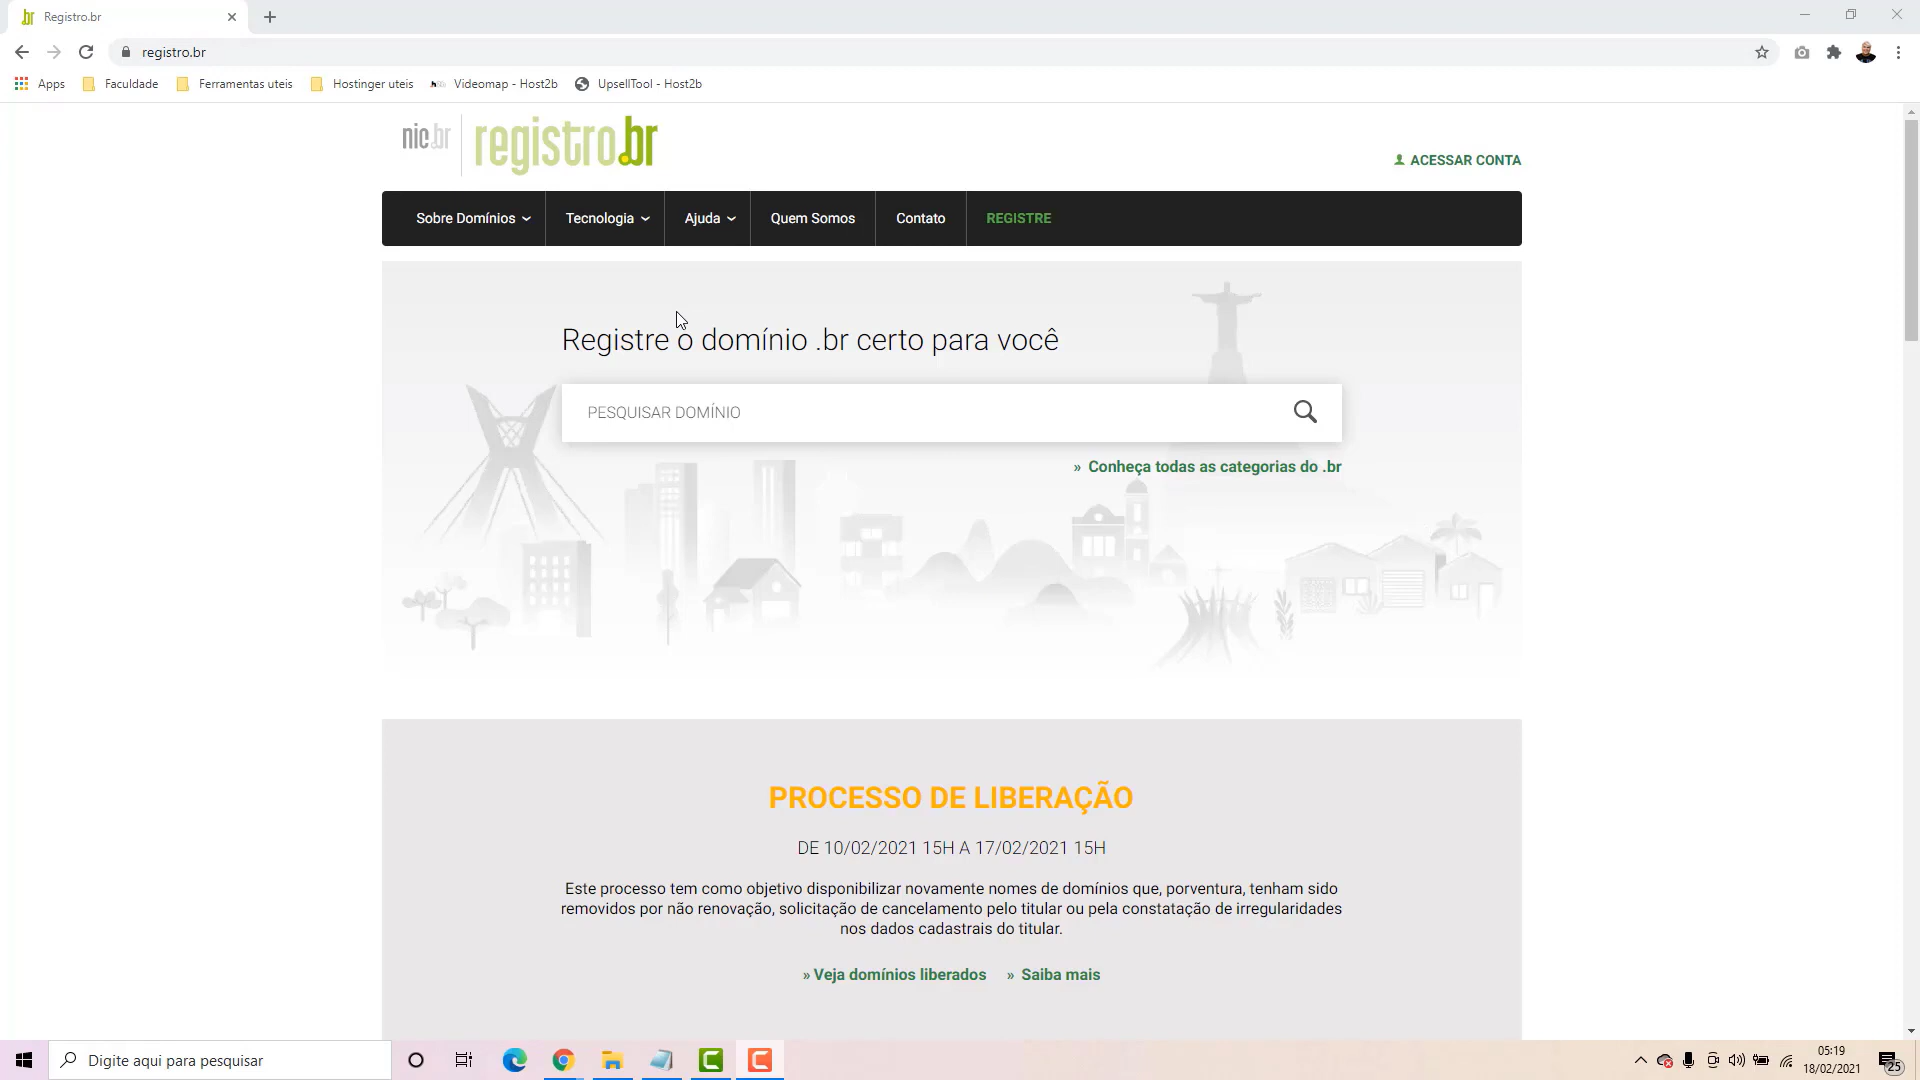 Registro.br
registro.br
Apps Faculdade Ferramentas uteis Hostinger uteis Videomap - Host2b UpsellTool - Host2b
nic.br registro.br
ACESSAR CONTA
Sobre Domínios Tecnologia Ajuda Quem Somos Contato REGISTRE
Registre o domínio .br certo para você
PESQUISAR DOMÍNIO
» Conheça todas as categorias do .br
PROCESSO DE LIBERAÇÃO
DE 10/02/2021 15H A 17/02/2021 15H
Este processo tem como objetivo disponibilizar novamente nomes de domínios que, porventura, tenham sido
removidos por não renovação, solicitação de cancelamento pelo titular ou pela constatação de irregularidades
nos dados cadastrais do titular.
» Veja domínios liberados » Saiba mais
Digite aqui para pesquisar
05:19
18/02/2021
25